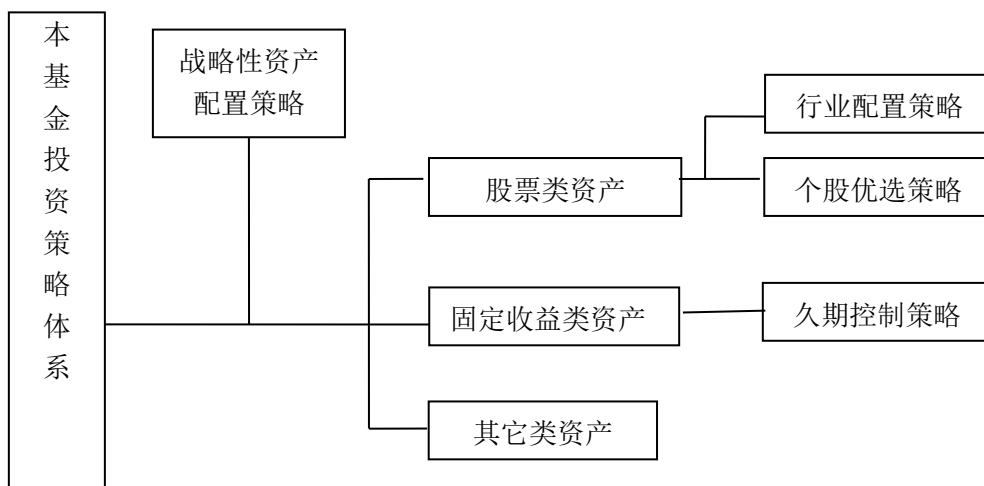 本基金投资策略体系
战略性资产
配置策略
行业配置策略
股票类资产
个股优选策略
固定收益类资产
久期控制策略
其它类资产